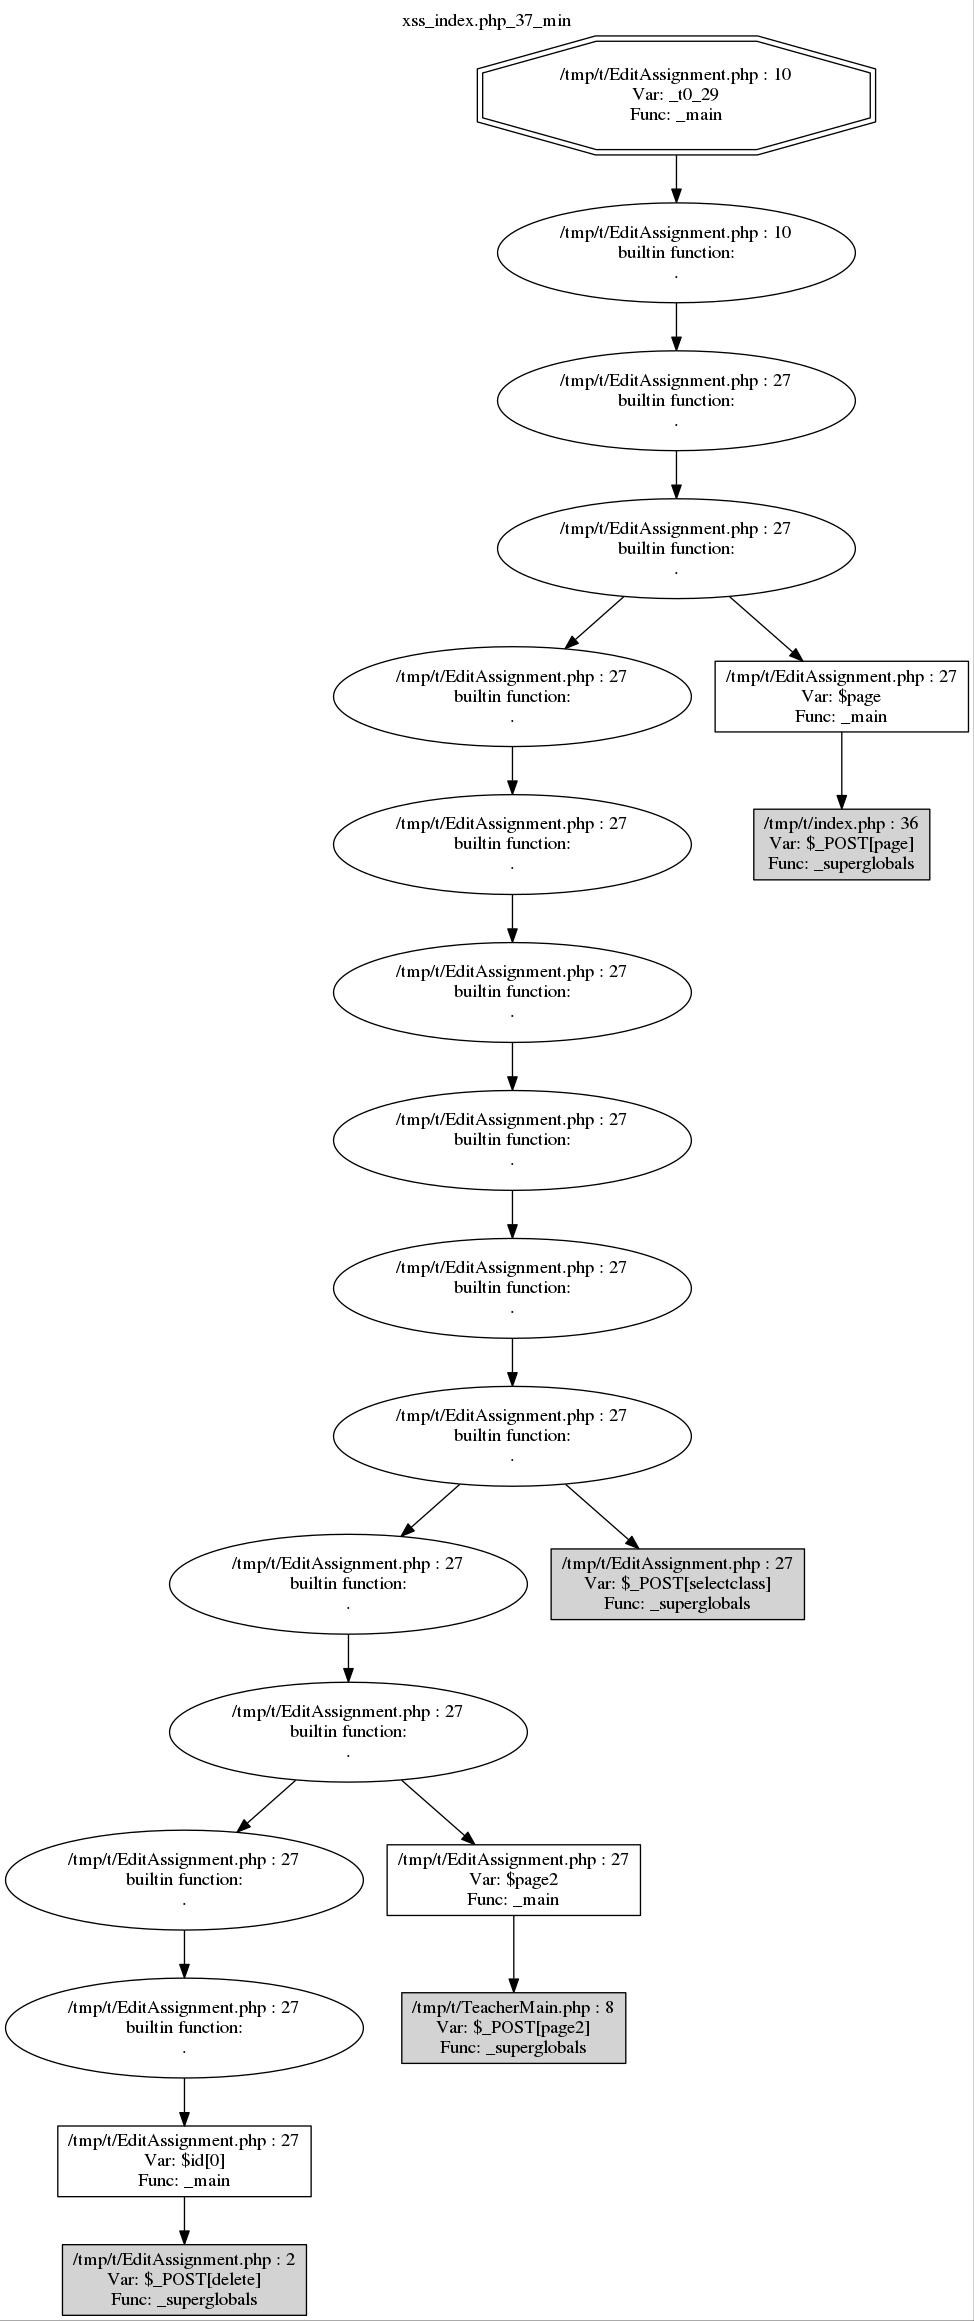 xss_index.php_37_min
/tmp/t/EditAssignment.php : 10
Var: _t0_29
Func: _main
/tmp/t/EditAssignment.php : 10
builtin function:
.
/tmp/t/EditAssignment.php : 27
builtin function:
.
/tmp/t/EditAssignment.php : 27
builtin function:
.
/tmp/t/EditAssignment.php : 27
builtin function:
.
/tmp/t/EditAssignment.php : 27
Var: $page
Func: _main
/tmp/t/EditAssignment.php : 27
builtin function:
.
/tmp/t/index.php : 36
Var: $_POST[page]
Func: _superglobals
/tmp/t/EditAssignment.php : 27
builtin function:
.
/tmp/t/EditAssignment.php : 27
builtin function:
.
/tmp/t/EditAssignment.php : 27
builtin function:
.
/tmp/t/EditAssignment.php : 27
builtin function:
.
/tmp/t/EditAssignment.php : 27
builtin function:
.
/tmp/t/EditAssignment.php : 27
Var: $_POST[selectclass]
Func: _superglobals
/tmp/t/EditAssignment.php : 27
builtin function:
.
/tmp/t/EditAssignment.php : 27
builtin function:
.
/tmp/t/EditAssignment.php : 27
Var: $page2
Func: _main
/tmp/t/EditAssignment.php : 27
builtin function:
.
/tmp/t/TeacherMain.php : 8
Var: $_POST[page2]
Func: _superglobals
/tmp/t/EditAssignment.php : 27
Var: $id[0]
Func: _main
/tmp/t/EditAssignment.php : 2
Var: $_POST[delete]
Func: _superglobals